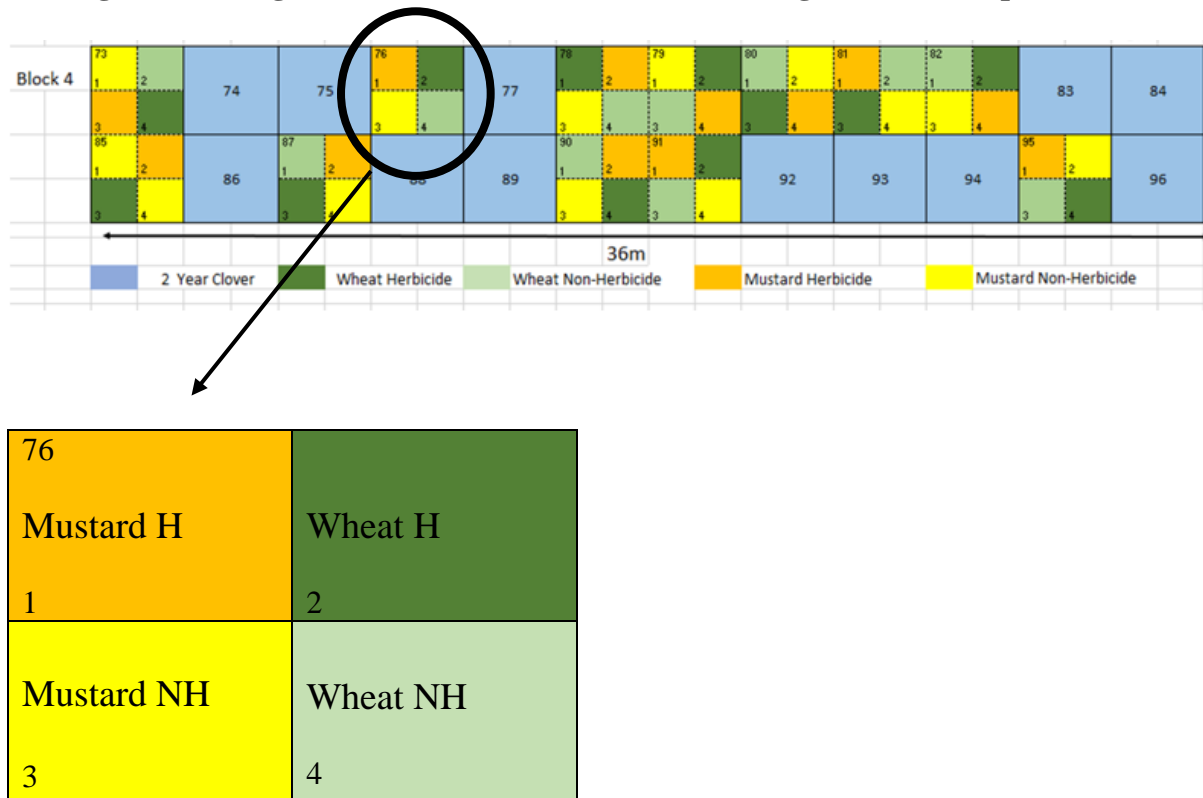 Block 4
73 76 78 79 80 81 82
1 2 74 75 1 2 77 1 2 1 2 1 2 1 2 1 2 83 84
3 4 3 4 3 4 3 4 3 4 3 4 3 4
85 87 90 91 95
1 2 86 1 2 88 89 1 2 1 2 92 93 94 1 2 96
3 4 3 4 3 4 3 4 3 4
36m
2 Year Clover Wheat Herbicide Wheat Non-Herbicide Mustard Herbicide Mustard Non-Herbicide
76
Mustard H Wheat H
1 2
Mustard NH Wheat NH
3 4